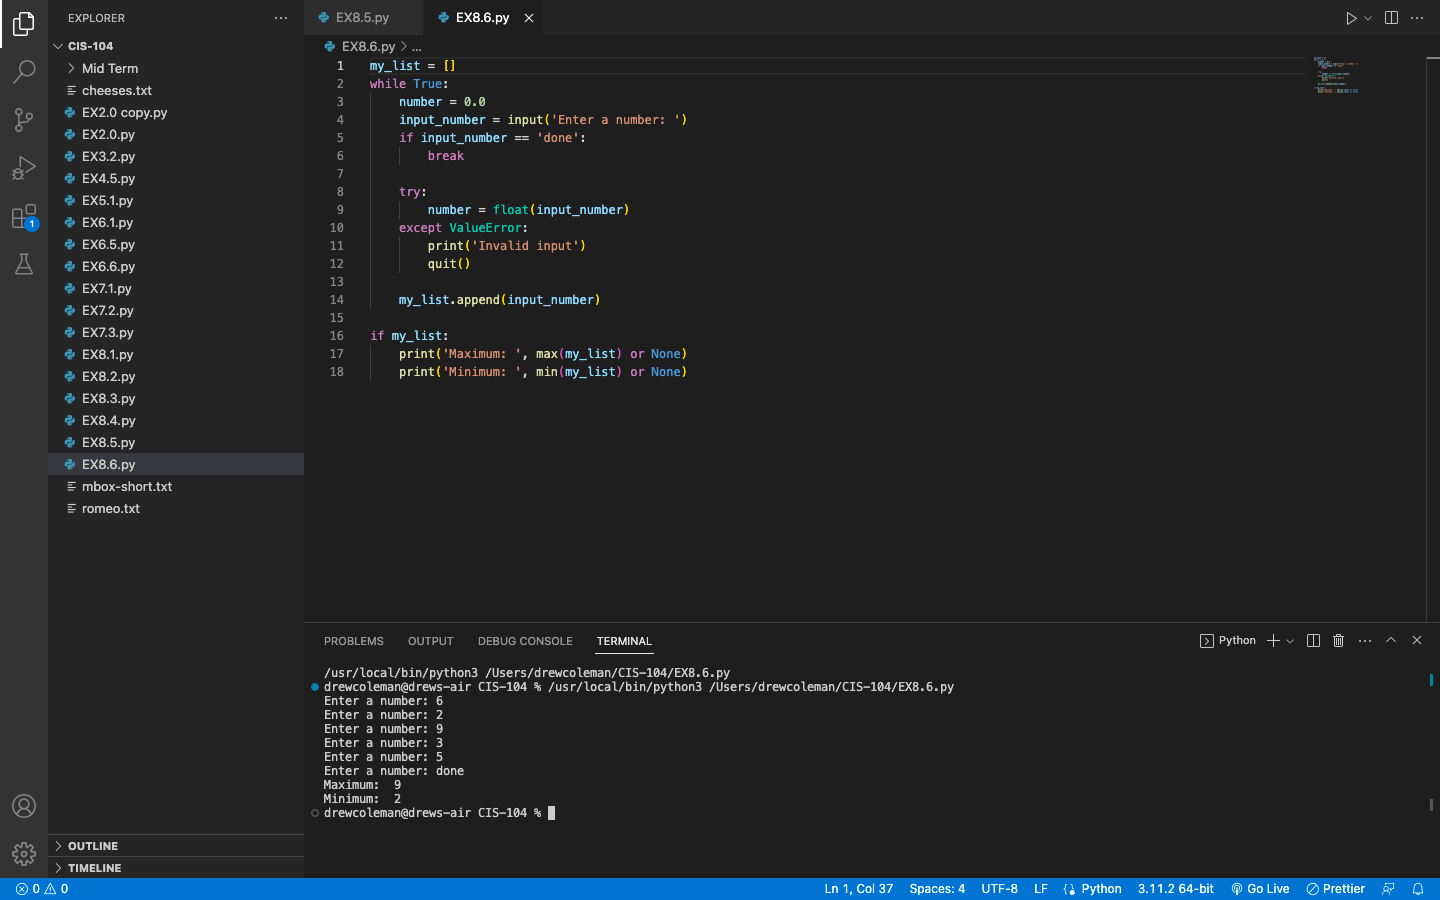 EXPLORER
CIS-104
Mid Term
cheeses.txt
EX2.0 copy.py
EX2.0.py
EX3.2.py
EX4.5.py
EX5.1.py
EX6.1.py
EX6.5.py
EX6.6.py
EX7.1.py
EX7.2.py
EX7.3.py
EX8.1.py
EX8.2.py
EX8.3.py
EX8.4.py
EX8.5.py
EX8.6.py
mbox-short.txt
romeo.txt
OUTLINE
TIMELINE
1
EX8.5.py EX8.6.py
EX8.6.py > ...
1 my_list = []
2 while True:
3     number = 0.0
4     input_number = input('Enter a number: ')
5     if input_number == 'done':
6         break
7
8     try:
9         number = float(input_number)
10     except ValueError:
11         print('Invalid input')
12         quit()
13
14     my_list.append(input_number)
15
16 if my_list:
17     print('Maximum: ', max(my_list) or None)
18     print('Minimum: ', min(my_list) or None)
PROBLEMS OUTPUT DEBUG CONSOLE TERMINAL Python
/usr/local/bin/python3 /Users/drewcoleman/CIS-104/EX8.6.py
drewcoleman@drews-air CIS-104 % /usr/local/bin/python3 /Users/drewcoleman/CIS-104/EX8.6.py
Enter a number: 6
Enter a number: 2
Enter a number: 9
Enter a number: 3
Enter a number: 5
Enter a number: done
Maximum:  9
Minimum:  2
drewcoleman@drews-air CIS-104 %
0 0 Ln 1, Col 37 Spaces: 4 UTF-8 LF Python 3.11.2 64-bit Go Live Prettier